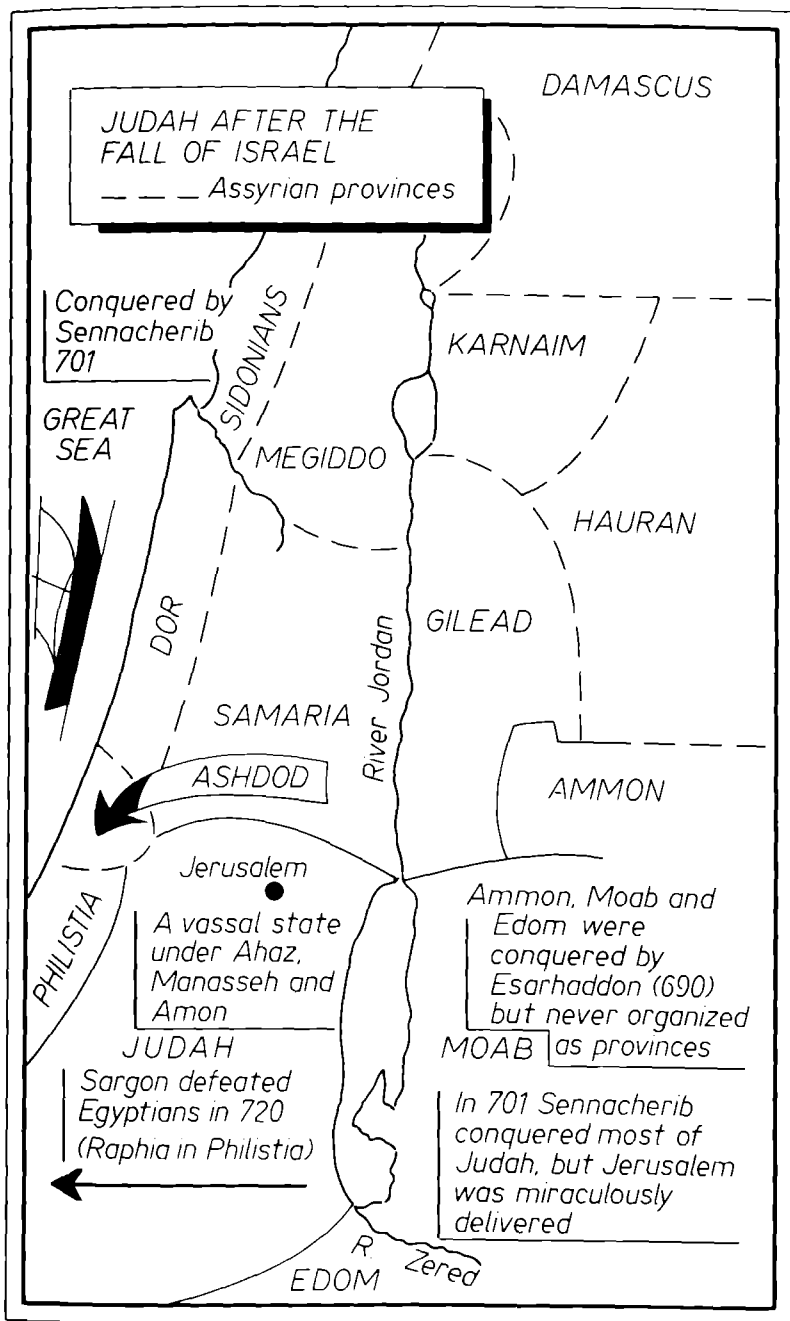 DAMASCUS
JUDAH AFTER THE
FALL OF ISRAEL
Assyrian provinces
Conquered by
Sennacherib
701
SIDONIANS
KARNAIM
GREAT
SEA
MEGIDDO
HAURAN
DOR
GILEAD
River Jordan
SAMARIA
ASHDOD
AMMON
Jerusalem
PHILISTIA
A vassal state
under Ahaz,
Manasseh and
Amon
Ammon, Moab and
Edom were
conquered by
Esarhaddon (690)
but never organized
as provinces
JUDAH
MOAB
Sargon defeated
Egyptians in 720
(Raphia in Philistia)
In 701 Sennacherib
conquered most of
Judah, but Jerusalem
was miraculously
delivered
R. Zered
EDOM